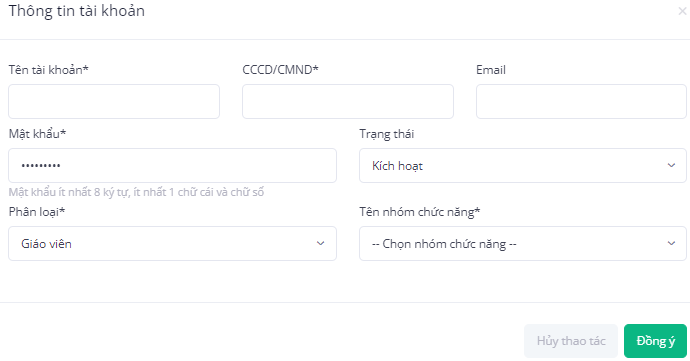 Thông tin tài khoản
×
Tên tài khoản* CCCD/CMND* Email
Mật khẩu* Trạng thái
••••••••• Kích hoạt
Mật khẩu ít nhất 8 ký tự, ít nhất 1 chữ cái và chữ số
Phân loại* Tên nhóm chức năng*
Giáo viên -- Chọn nhóm chức năng --
Hủy thao tác Đồng ý